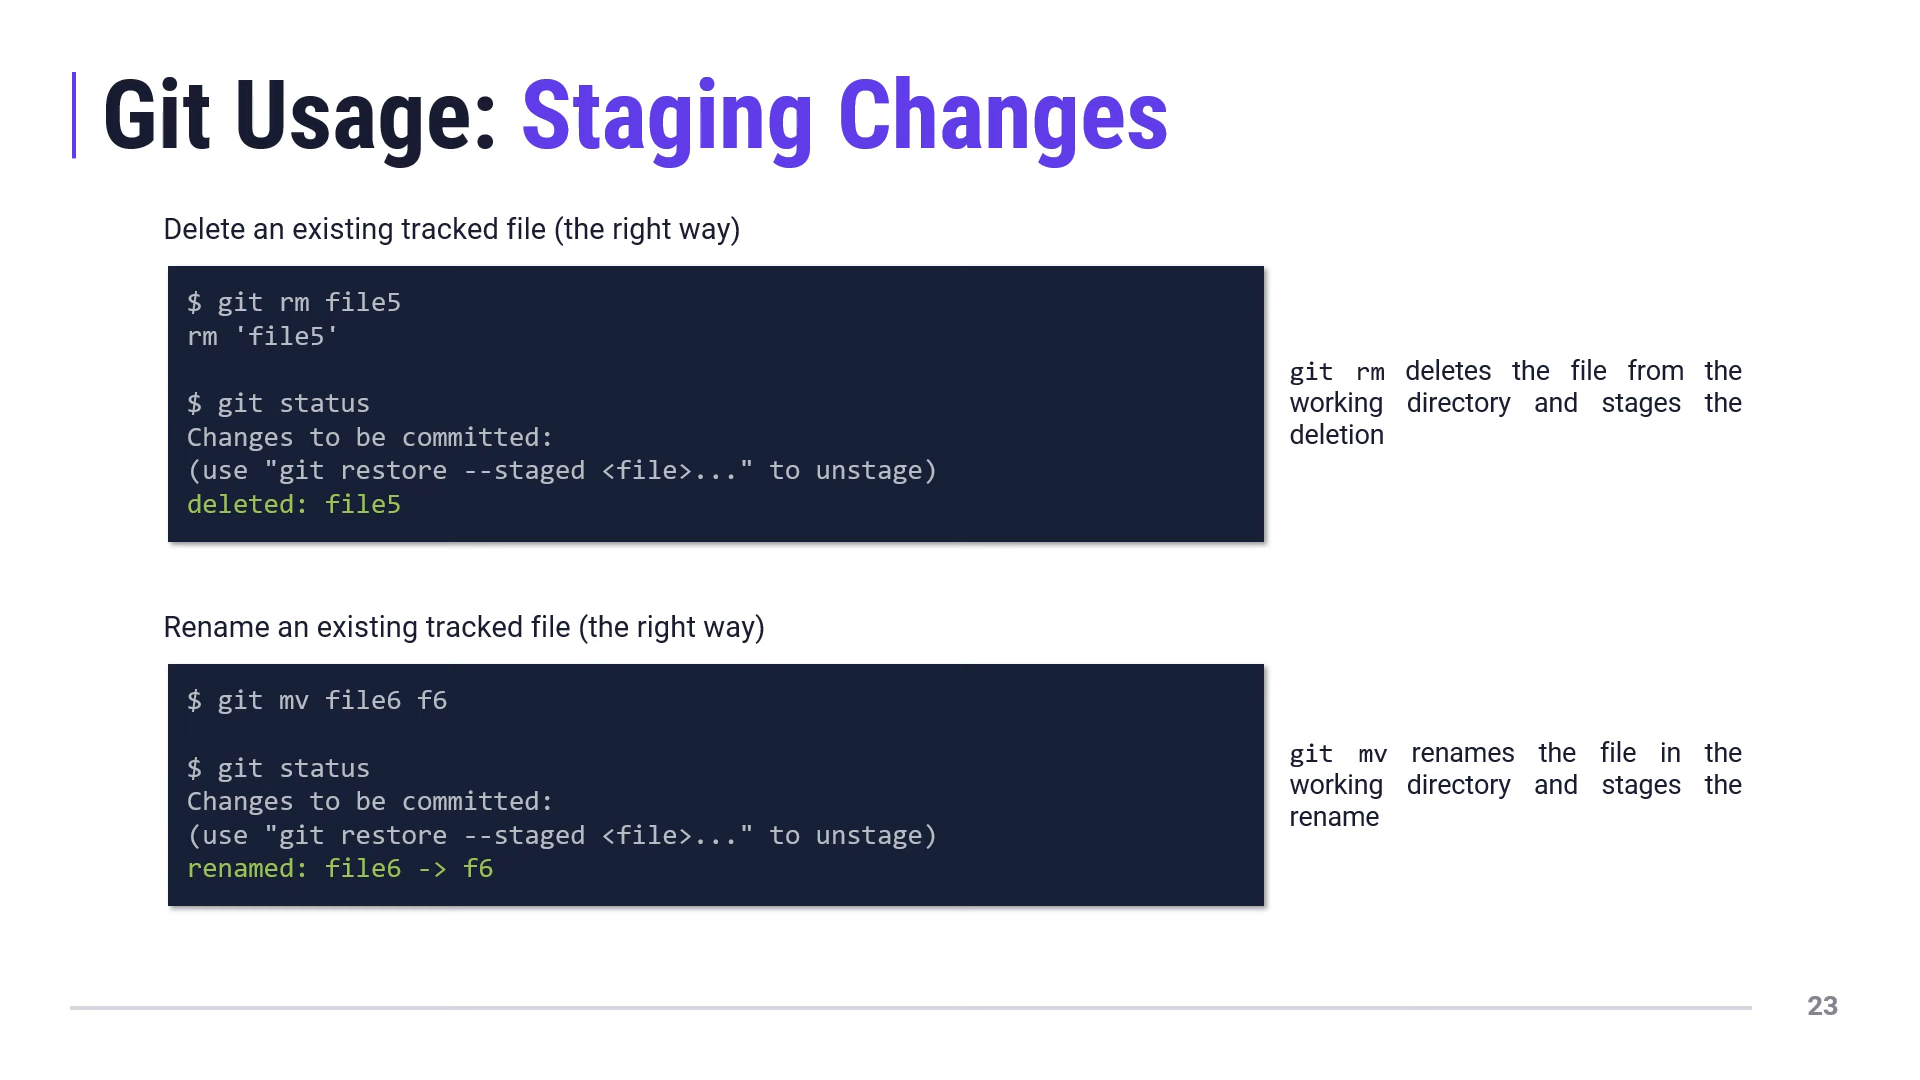 Git Usage: Staging Changes
Delete an existing tracked file (the right way)
$ git rm file5
rm 'file5'
$ git status
Changes to be committed:
(use "git restore --staged <file>..." to unstage)
deleted: file5
git rm deletes the file from the
working directory and stages the
deletion
Rename an existing tracked file (the right way)
$ git mv file6 f6
$ git status
Changes to be committed:
(use "git restore --staged <file>..." to unstage)
renamed: file6 -> f6
git mv renames the file in the
working directory and stages the
rename
23